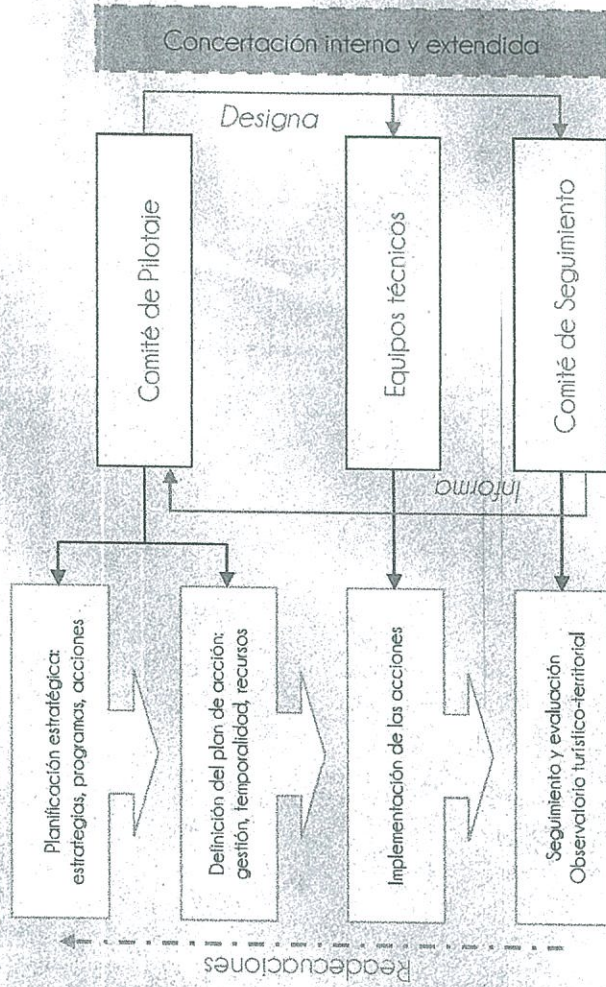 Concertación interna y extendida
Designa
Comité de Pilotaje
Equipos técnicos
Comité de Seguimiento
Informa
Planificación estratégica:
estrategias, programas, acciones
Definición del plan de acción:
gestión, temporalidad, recursos
Implementación de las acciones
Seguimiento y evaluación
Observatorio turístico-territorial
Readecuaciones